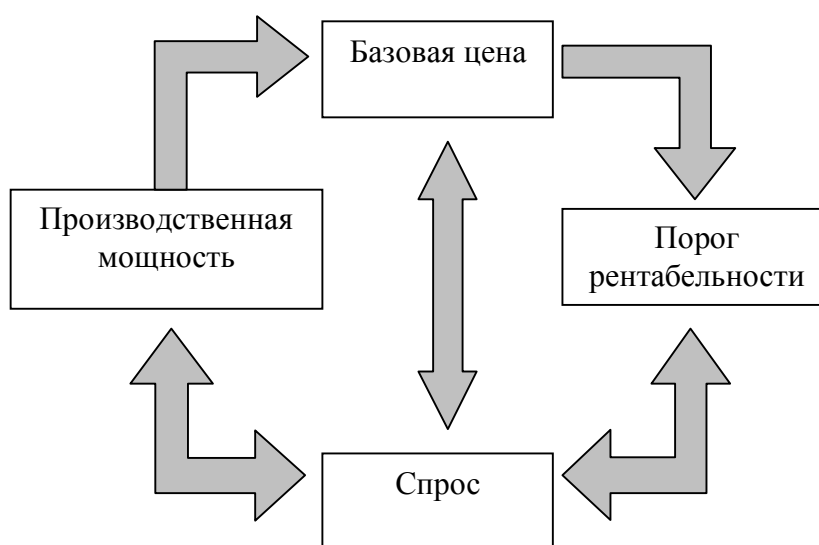 Базовая цена
Производственная
мощность
Порог
рентабельности
Спрос